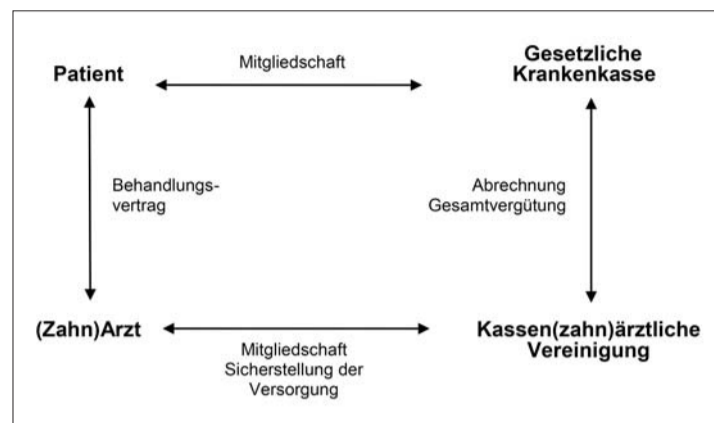 Patient
Mitgliedschaft
Gesetzliche
Krankenkasse
Behandlungs-
vertrag
Abrechnung
Gesamtvergütung
(Zahn)Arzt
Mitgliedschaft
Sicherstellung der
Versorgung
Kassen(zahn)ärztliche
Vereinigung